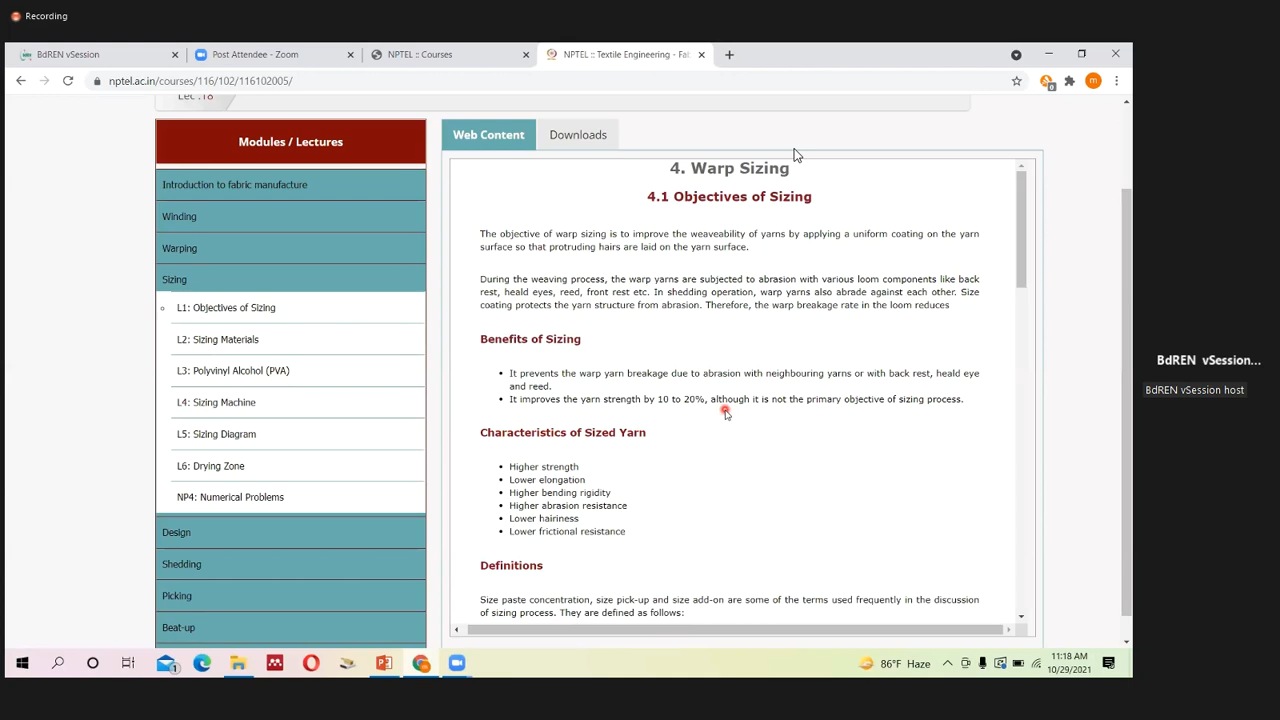 Recording
BdREN vSession
Post Attendee - Zoom
NPTEL :: Courses
NPTEL :: Textile Engineering - Fal
nptel.ac.in/courses/116/102/116102005/
Lec :18
Modules / Lectures
Introduction to fabric manufacture
Winding
Warping
Sizing
L1: Objectives of Sizing
L2: Sizing Materials
L3: Polyvinyl Alcohol (PVA)
L4: Sizing Machine
L5: Sizing Diagram
L6: Drying Zone
NP4: Numerical Problems
Design
Shedding
Picking
Beat-up
Web Content
Downloads
4. Warp Sizing
4.1 Objectives of Sizing
The objective of warp sizing is to improve the weaveability of yarns by applying a uniform coating on the yarn
surface so that protruding hairs are laid on the yarn surface.
During the weaving process, the warp yarns are subjected to abrasion with various loom components like back
rest, heald eyes, reed, front rest etc. In shedding operation, warp yarns also abrade against each other. Size
coating protects the yarn structure from abrasion. Therefore, the warp breakage rate in the loom reduces
Benefits of Sizing
• It prevents the warp yarn breakage due to abrasion with neighbouring yarns or with back rest, heald eye
and reed.
• It improves the yarn strength by 10 to 20%, although it is not the primary objective of sizing process.
Characteristics of Sized Yarn
• Higher strength
• Lower elongation
• Higher bending rigidity
• Higher abrasion resistance
• Lower hairiness
• Lower frictional resistance
Definitions
Size paste concentration, size pick-up and size add-on are some of the terms used frequently in the discussion
of sizing process. They are defined as follows:
BdREN vSession...
BdREN vSession host
86°F Haze
11:18 AM
10/29/2021